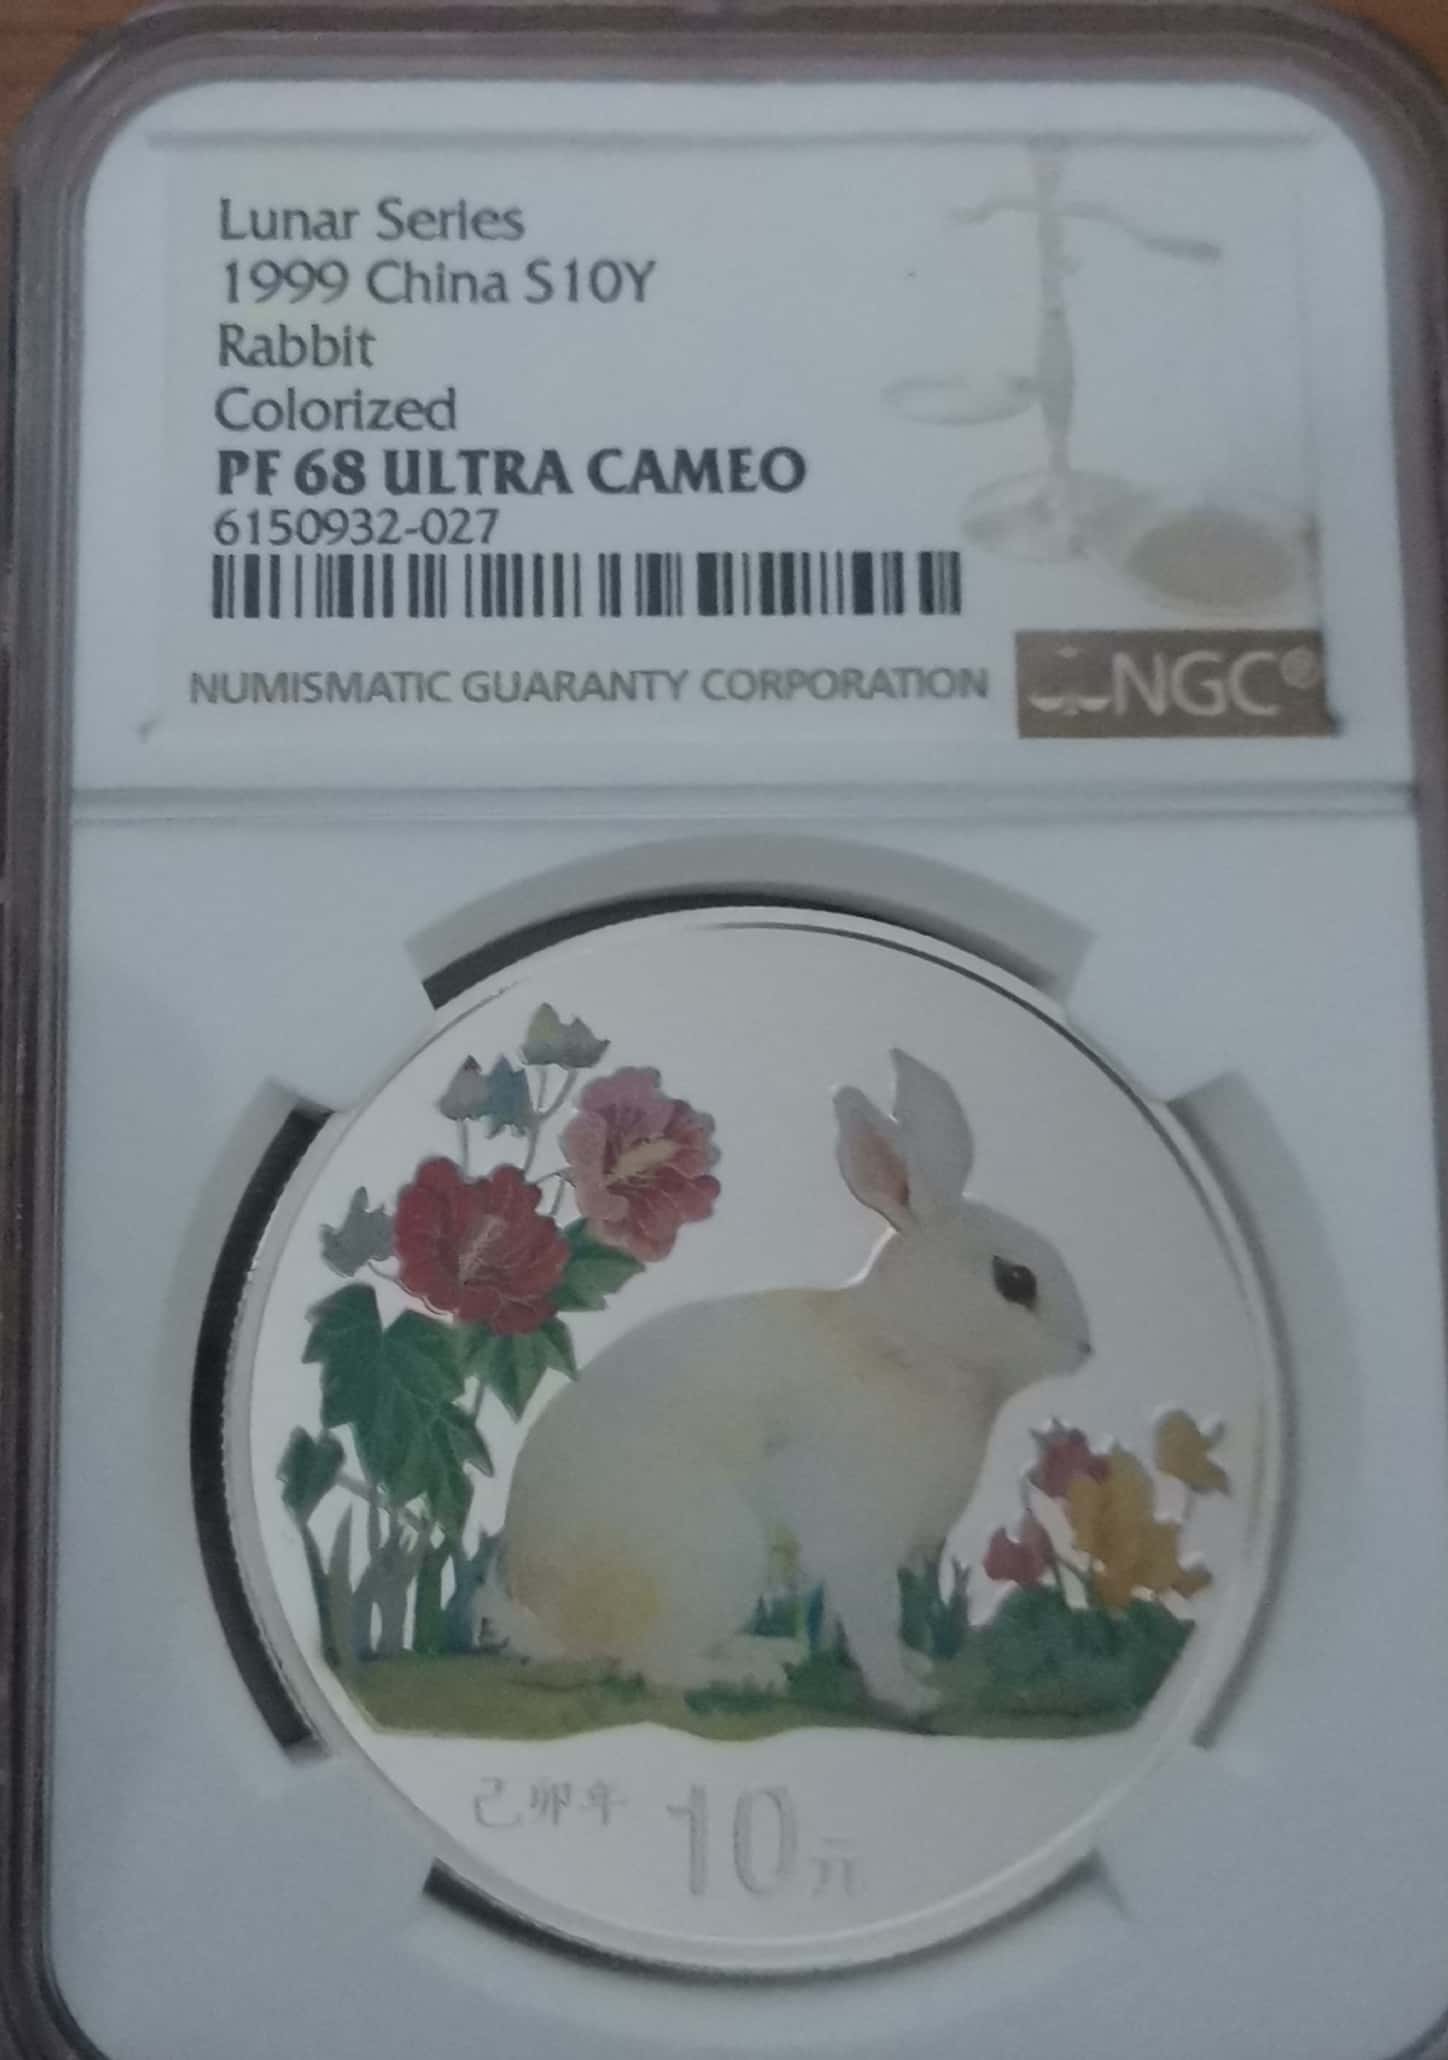 Lunar Series
1999 China S10Y
Rabbit
Colorized
PF 68 ULTRA CAMEO
6150932-027
NUMISMATIC GUARANTY CORPORATION
NGC®
己卯年 10元